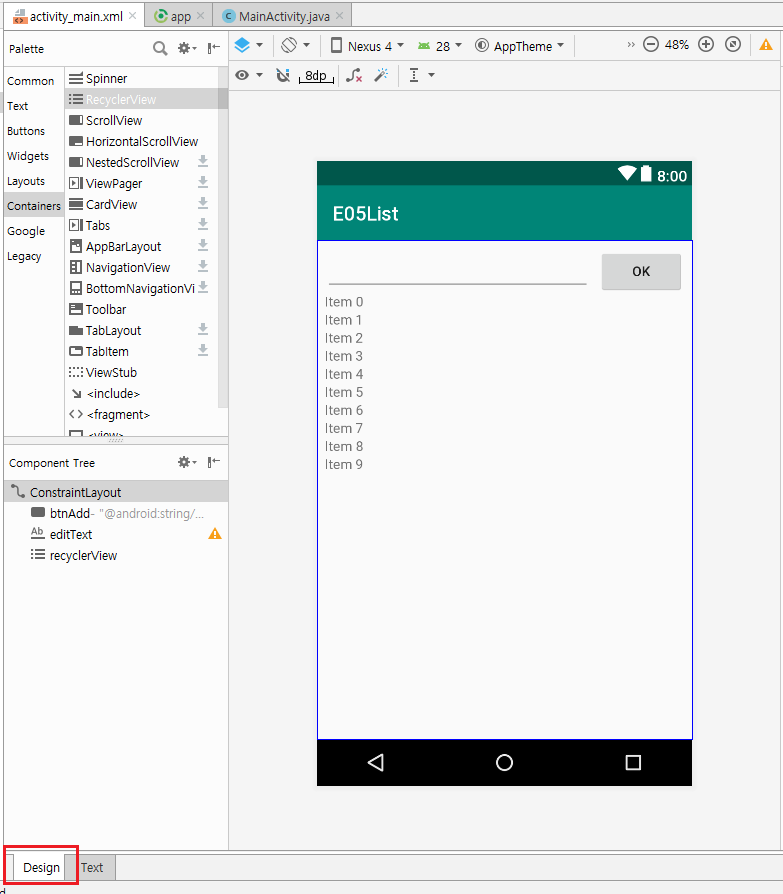 activity_main.xml × app × MainActivity.java ×
Palette
Nexus 4 28 AppTheme >> 48%
8dp
Common
Text
Buttons
Widgets
Layouts
Containers
Google
Legacy
Spinner
RecyclerView
ScrollView
HorizontalScrollView
NestedScrollView
ViewPager
CardView
Tabs
AppBarLayout
NavigationView
BottomNavigationVi
Toolbar
TabLayout
TabItem
ViewStub
<include>
<fragment>
<view>
Component Tree
ConstraintLayout
btnAdd- "@android:string/...
Ab editText
recyclerView
8:00
E05List
OK
Item 0
Item 1
Item 2
Item 3
Item 4
Item 5
Item 6
Item 7
Item 8
Item 9
Design Text